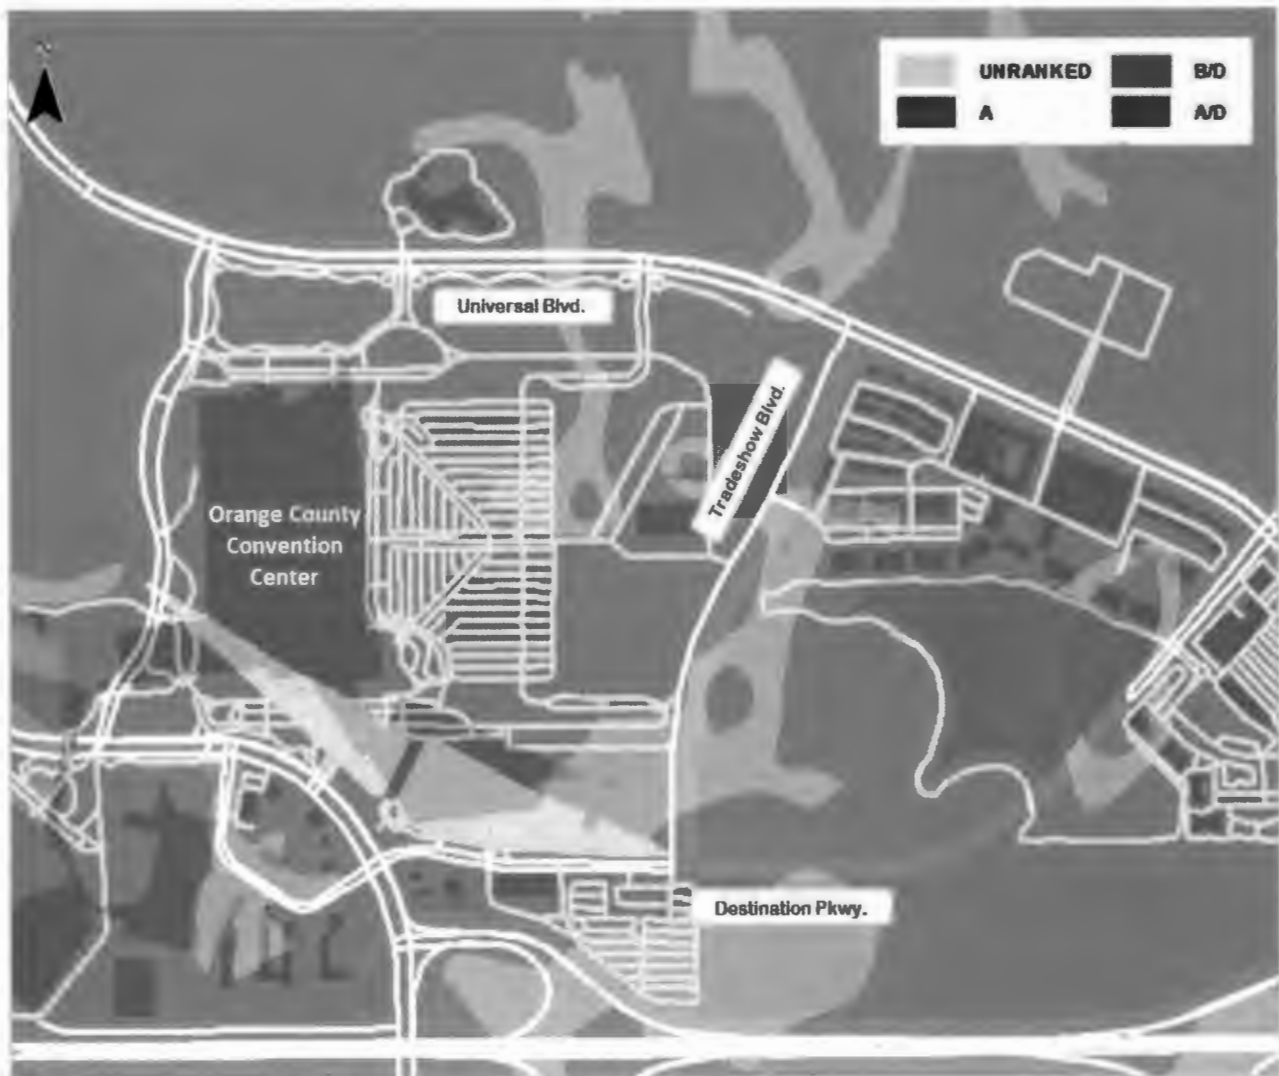 N
UNRANKED
B/D
A
A/D
Universal Blvd.
Tradeshow Blvd.
Orange County
Convention
Center
Destination Pkwy.